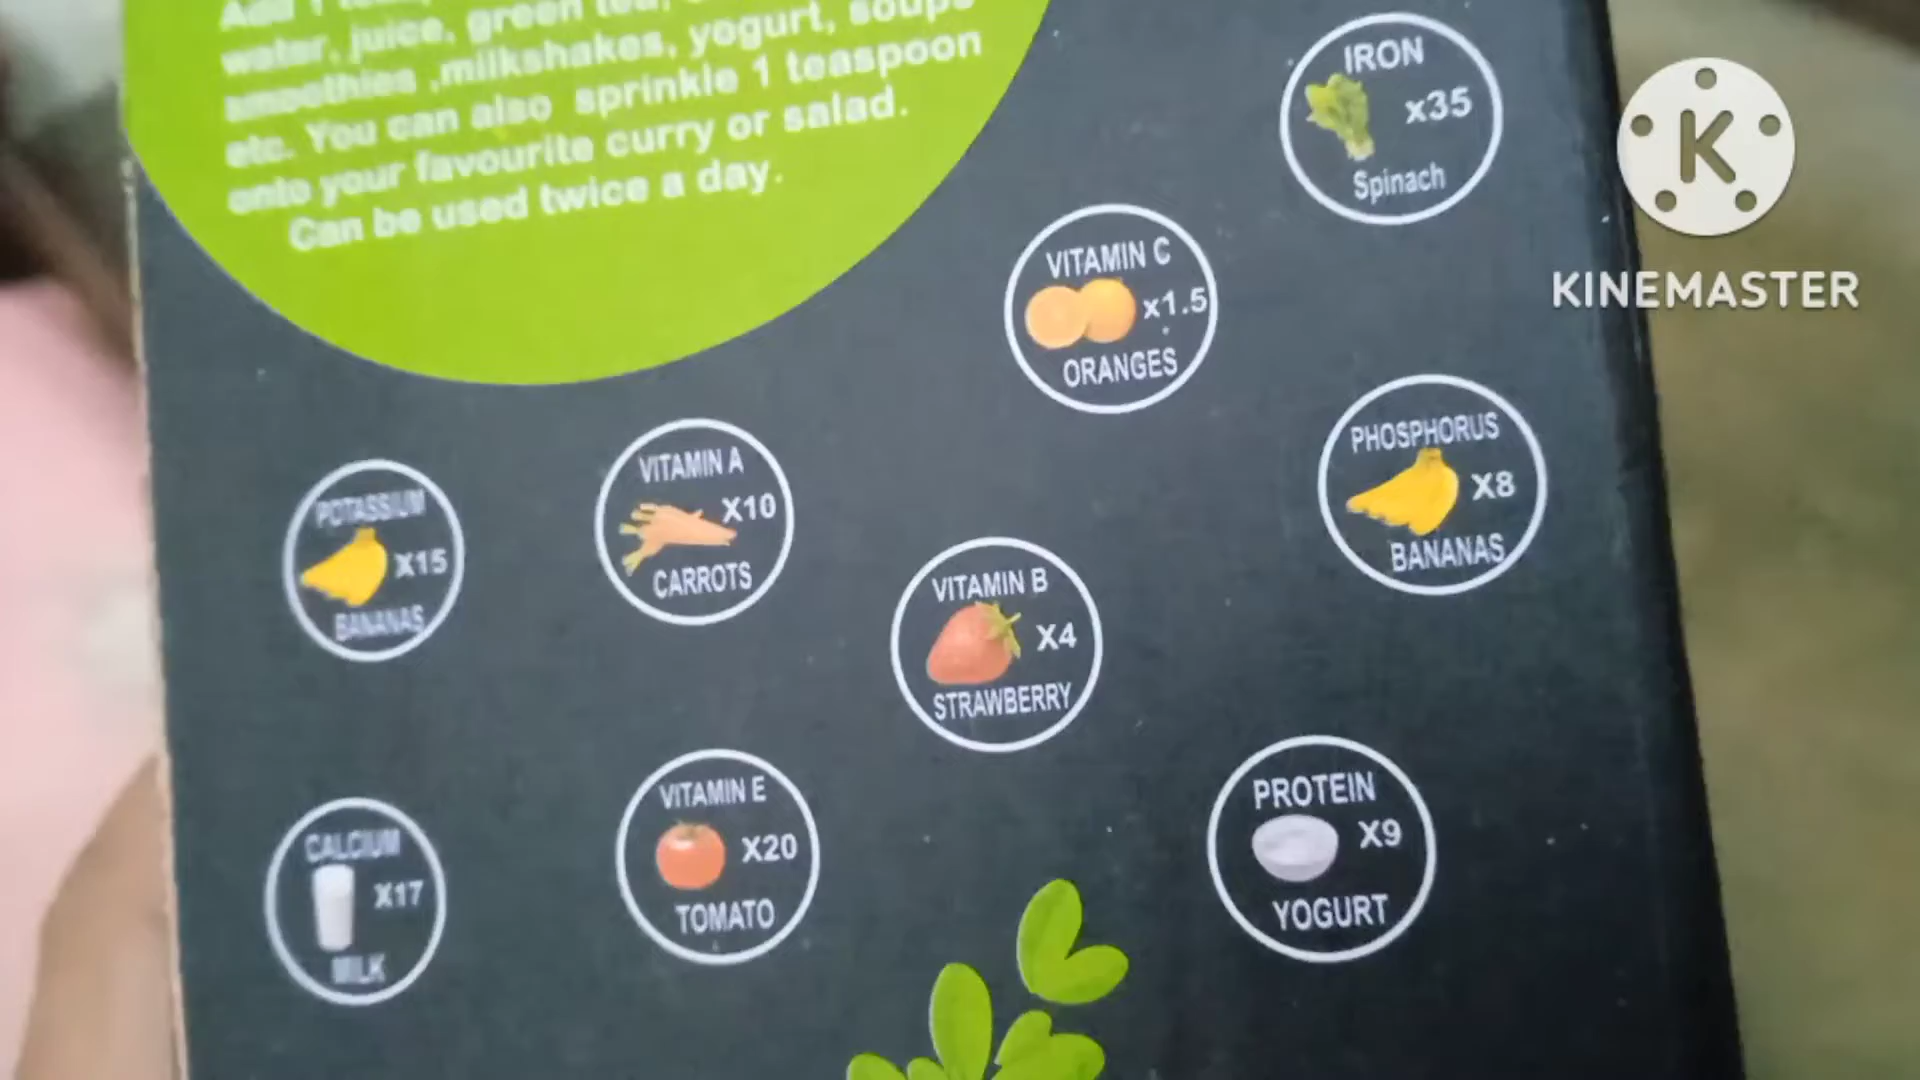 Add 1
water, juice, green tea,
smoothies ,milkshakes, yogurt, soups
etc. You can also sprinkle 1 teaspoon
onto your favourite curry or salad.
Can be used twice a day.
IRON
x35
Spinach
KINEMASTER
VITAMIN C
x1.5
ORANGES
PHOSPHORUS
X8
BANANAS
VITAMIN A
X10
CARROTS
POTASSIUM
X15
BANANAS
VITAMIN B
X4
STRAWBERRY
VITAMIN E
X20
TOMATO
PROTEIN
X9
YOGURT
CALCIUM
X17
MILK